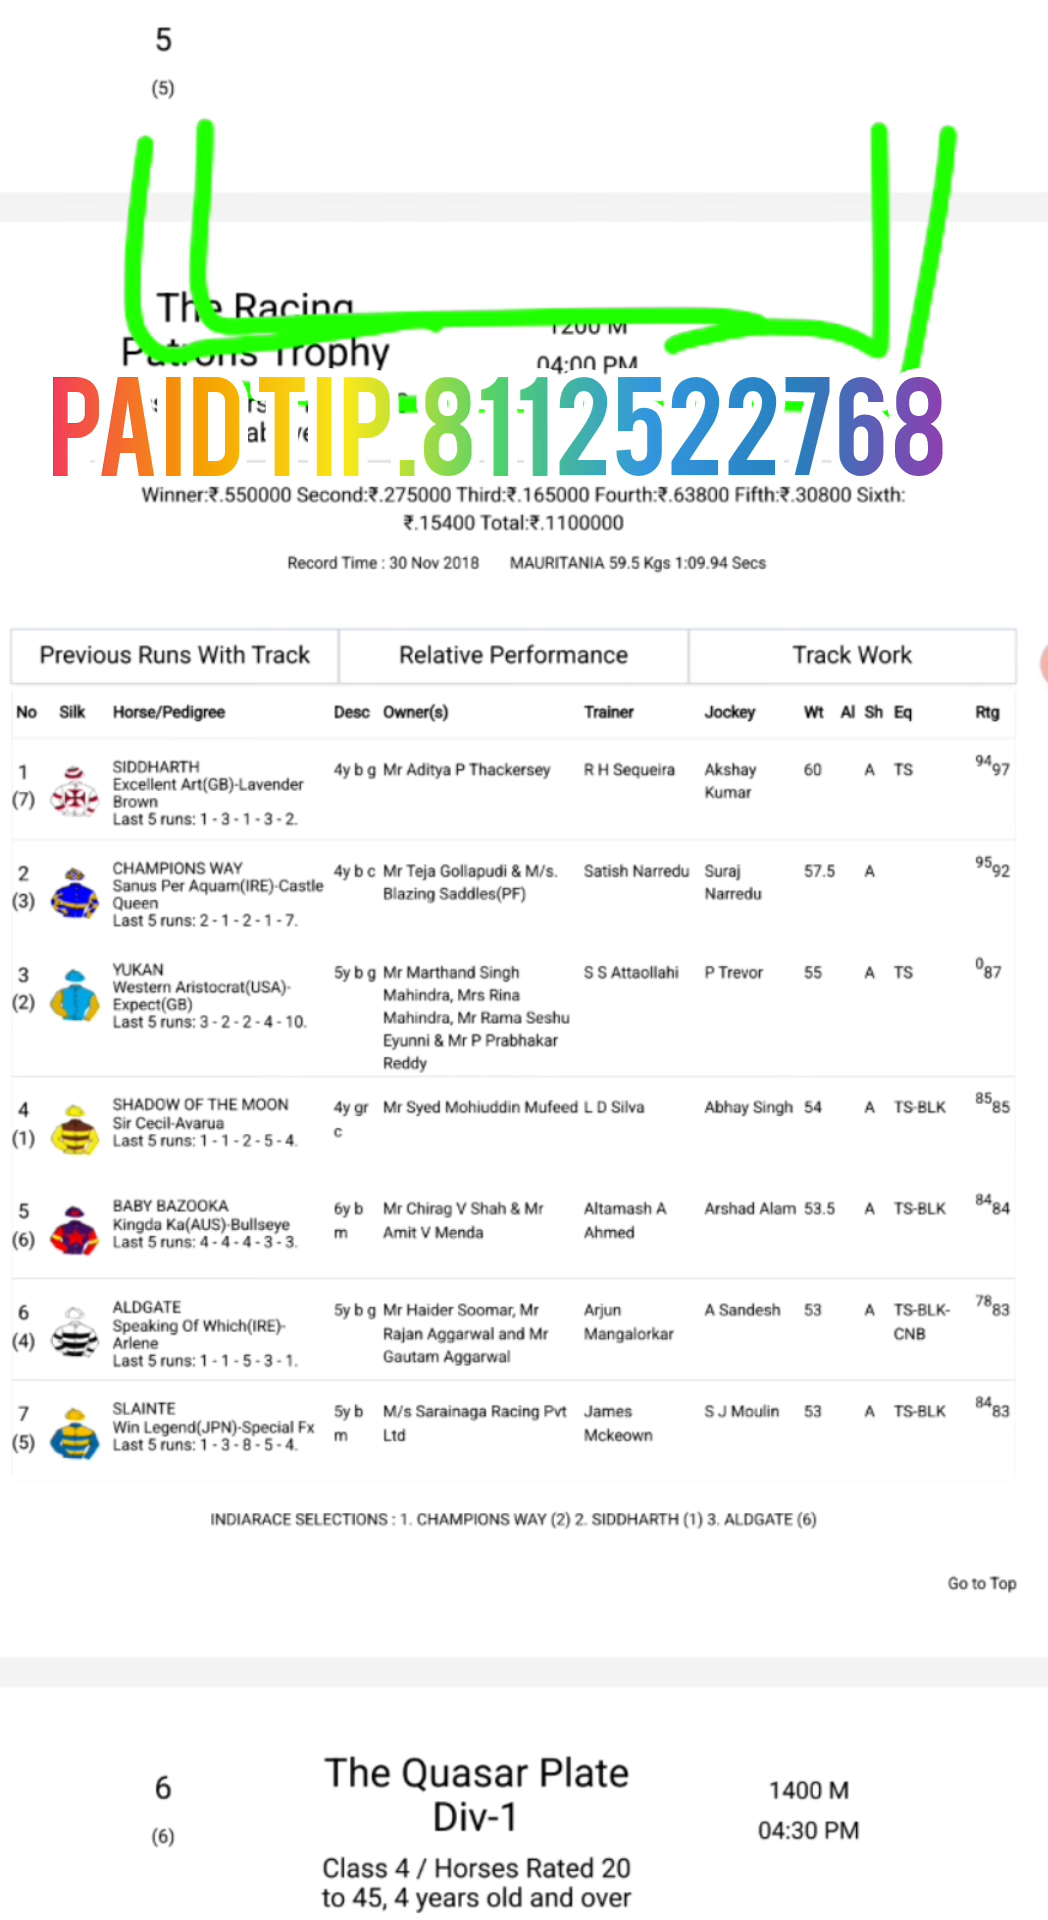 5
(5)
The Racing
Patrons Trophy
1200 M
04:00 PM
PAID TIP:8112522768
Winner:₹.550000 Second:₹.275000 Third:₹.165000 Fourth:₹.63800 Fifth:₹.30800 Sixth:
₹.15400 Total:₹.1100000
Record Time : 30 Nov 2018 MAURITANIA 59.5 Kgs 1:09.94 Secs
Previous Runs With Track Relative Performance Track Work
No Silk Horse/Pedigree Desc Owner(s) Trainer Jockey Wt Al Sh Eq Rtg
1 SIDDHARTH 4y b g Mr Aditya P Thackersey R H Sequeira Akshay 60 A TS 94 97
(7) Excellent Art(GB)-Lavender Kumar
Brown
Last 5 runs: 1 - 3 - 1 - 3 - 2.
2 CHAMPIONS WAY 4y b c Mr Teja Gollapudi & M/s. Satish Narredu Suraj 57.5 A 95 92
(3) Sanus Per Aquam(IRE)-Castle Blazing Saddles(PF) Narredu
Queen
Last 5 runs: 2 - 1 - 2 - 1 - 7.
3 YUKAN 5y b g Mr Marthand Singh S S Attaollahi P Trevor 55 A TS 0 87
(2) Western Aristocrat(USA)- Mahindra, Mrs Rina
Expect(GB) Mahindra, Mr Rama Seshu
Last 5 runs: 3 - 2 - 2 - 4 - 10. Eyunni & Mr P Prabhakar
Reddy
4 SHADOW OF THE MOON 4y gr Mr Syed Mohiuddin Mufeed L D Silva Abhay Singh 54 A TS-BLK 85 85
(1) Sir Cecil-Avarua c
Last 5 runs: 1 - 1 - 2 - 5 - 4.
5 BABY BAZOOKA 6y b Mr Chirag V Shah & Mr Altamash A Arshad Alam 53.5 A TS-BLK 84 84
(6) Kingda Ka(AUS)-Bullseye m Amit V Menda Ahmed
Last 5 runs: 4 - 4 - 4 - 3 - 3.
6 ALDGATE 5y b g Mr Haider Soomar, Mr Arjun A Sandesh 53 A TS-BLK- 78 83
(4) Speaking Of Which(IRE)- Rajan Aggarwal and Mr Mangalorkar CNB
Arlene Gautam Aggarwal
Last 5 runs: 1 - 1 - 5 - 3 - 1.
7 SLAINTE 5y b M/s Sarainaga Racing Pvt James S J Moulin 53 A TS-BLK 84 83
(5) Win Legend(JPN)-Special Fx m Ltd Mckeown
Last 5 runs: 1 - 3 - 8 - 5 - 4.
INDIARACE SELECTIONS : 1. CHAMPIONS WAY (2) 2. SIDDHARTH (1) 3. ALDGATE (6)
Go to Top
6
(6)
The Quasar Plate
Div-1
1400 M
04:30 PM
Class 4 / Horses Rated 20
to 45, 4 years old and over